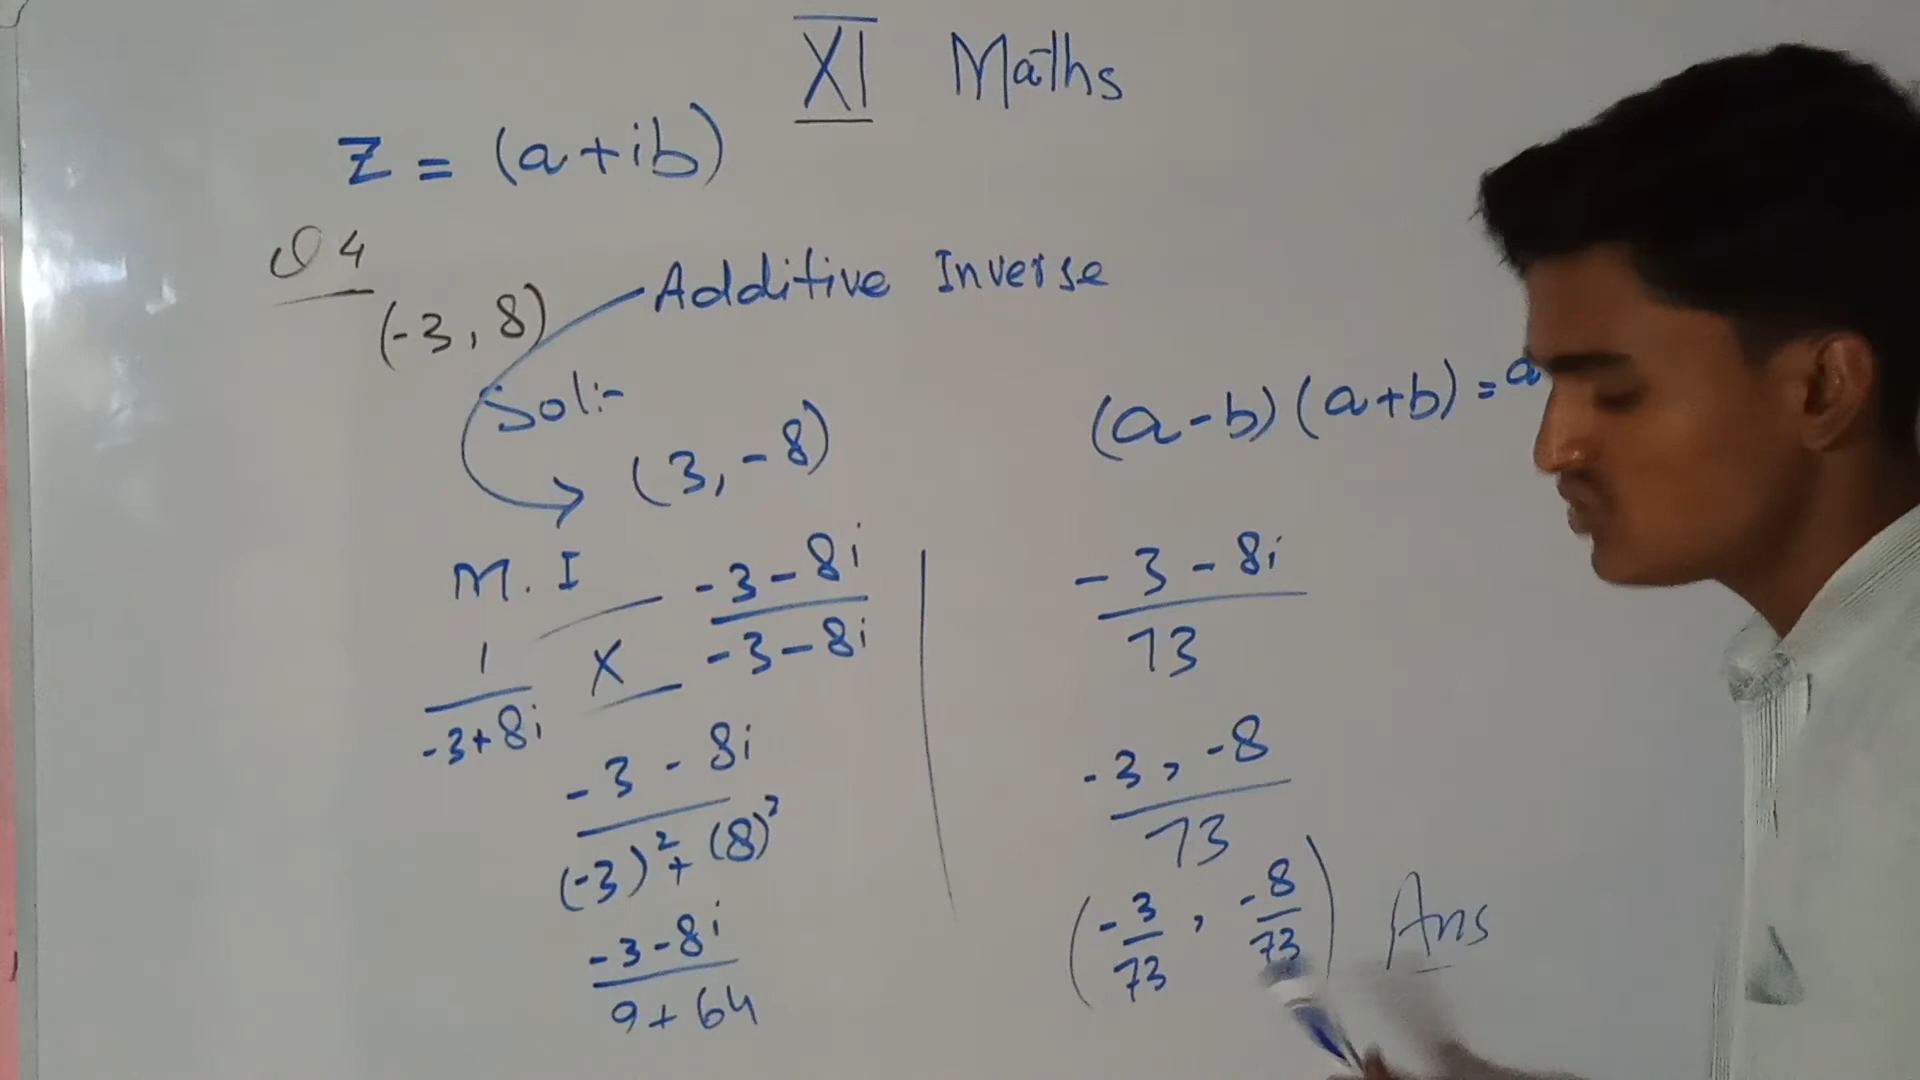 XI Maths
Z = (a+ib)
Q4
(-3, 8)
Additive Inverse
Sol:-
(3, -8)
M.I
1/-3+8i × -3-8i/-3-8i
-3-8i/(-3)²+(8)²
-3-8i/9+64
(a-b)(a+b)=a
-3-8i/73
-3, -8/73
(-3/73, -8/73) Ans